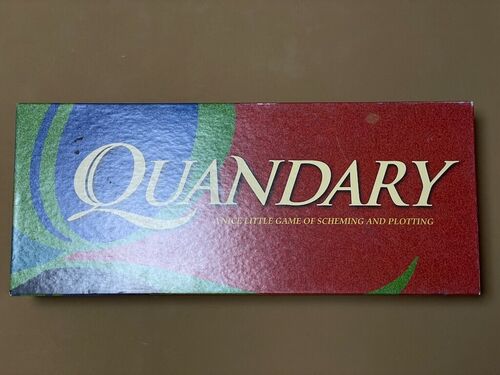 QUANDARY
A NICE LITTLE GAME OF SCHEMING AND PLOTTING